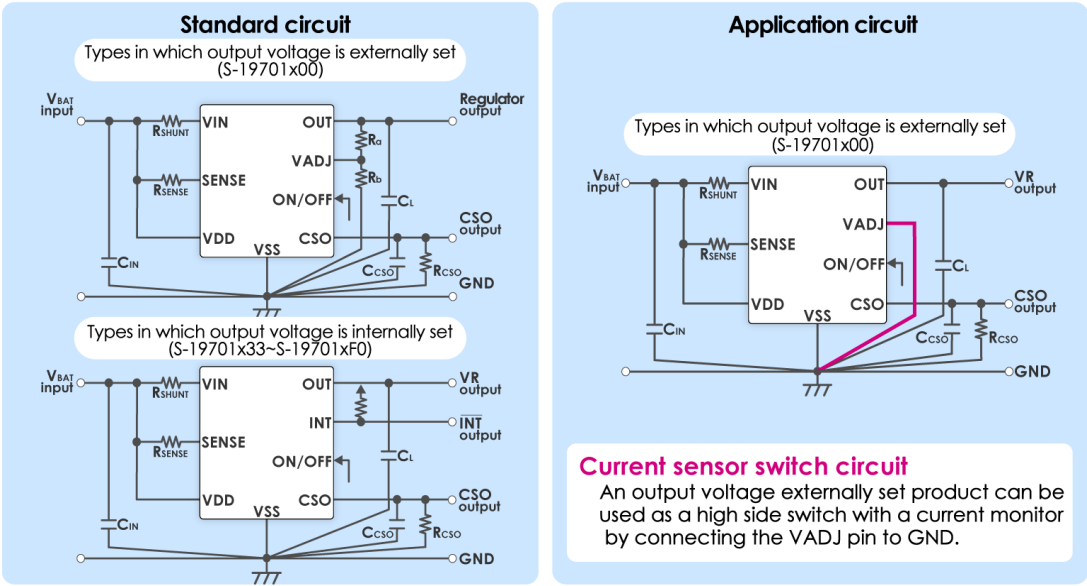 Standard circuit
Types in which output voltage is externally set
(S-19701x00)
VBAT
input
RSHUNT
VIN
OUT
Regulator
output
Ra
VADJ
Rb
RSENSE
SENSE
ON/OFF
CL
CSO
output
VDD
VSS
CSO
CIN
CCSO
RCSO
GND
Types in which output voltage is internally set
(S-19701x33~S-19701xF0)
VBAT
input
RSHUNT
VIN
OUT
VR
output
INT
INT
output
RSENSE
SENSE
ON/OFF
CL
VDD
VSS
CSO
CSO
output
CIN
CCSO
RCSO
GND
Application circuit
Types in which output voltage is externally set
(S-19701x00)
VBAT
input
RSHUNT
VIN
OUT
VR
output
VADJ
RSENSE
SENSE
ON/OFF
CL
VDD
VSS
CSO
CSO
output
CIN
CCSO
RCSO
GND
Current sensor switch circuit
An output voltage externally set product can be
used as a high side switch with a current monitor
by connecting the VADJ pin to GND.